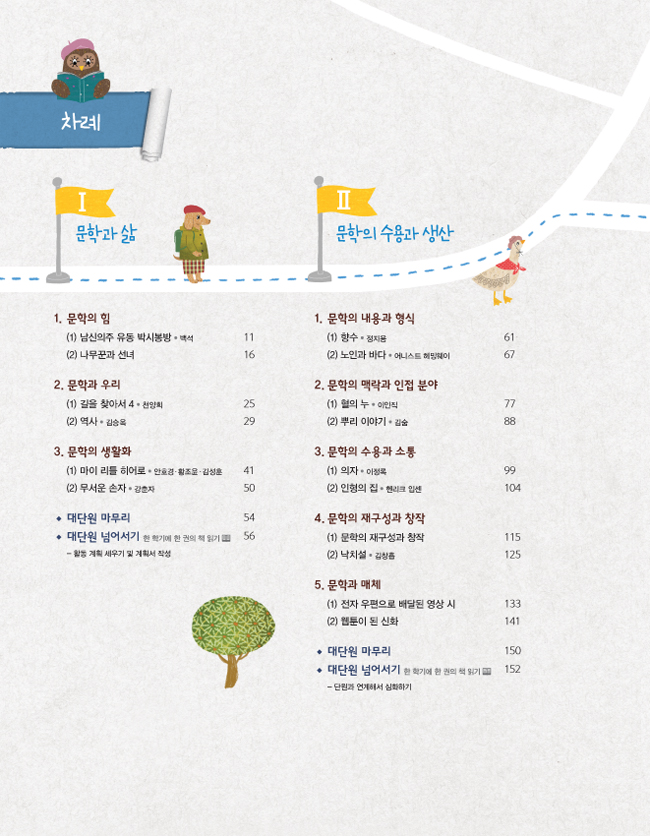 차례
I
문학과 삶
1. 문학의 힘
(1) 남신의주 유동 박시봉방 • 백석 11
(2) 나무꾼과 선녀 16
2. 문학과 우리
(1) 길을 찾아서 4 • 천양희 25
(2) 역사 • 김승옥 29
3. 문학의 생활화
(1) 마이 리틀 히어로 • 안호경·황조윤·김성훈 41
(2) 무서운 손자 • 강춘자 50
◆ 대단원 마무리 54
◆ 대단원 넘어서기 한 학기에 한 권의 책 읽기 56
– 활동 계획 세우기 및 계획서 작성
II
문학의 수용과 생산
1. 문학의 내용과 형식
(1) 향수 • 정지용 61
(2) 노인과 바다 • 어니스트 헤밍웨이 67
2. 문학의 맥락과 인접 분야
(1) 혈의 누 • 이인직 77
(2) 뿌리 이야기 • 김숨 88
3. 문학의 수용과 소통
(1) 의자 • 이정록 99
(2) 인형의 집 • 헨리크 입센 104
4. 문학의 재구성과 창작
(1) 문학의 재구성과 창작 115
(2) 낙치설 • 김창흡 125
5. 문학과 매체
(1) 전자 우편으로 배달된 영상 시 133
(2) 웹툰이 된 신화 141
◆ 대단원 마무리 150
◆ 대단원 넘어서기 한 학기에 한 권의 책 읽기 152
– 단원과 연계해서 심화하기